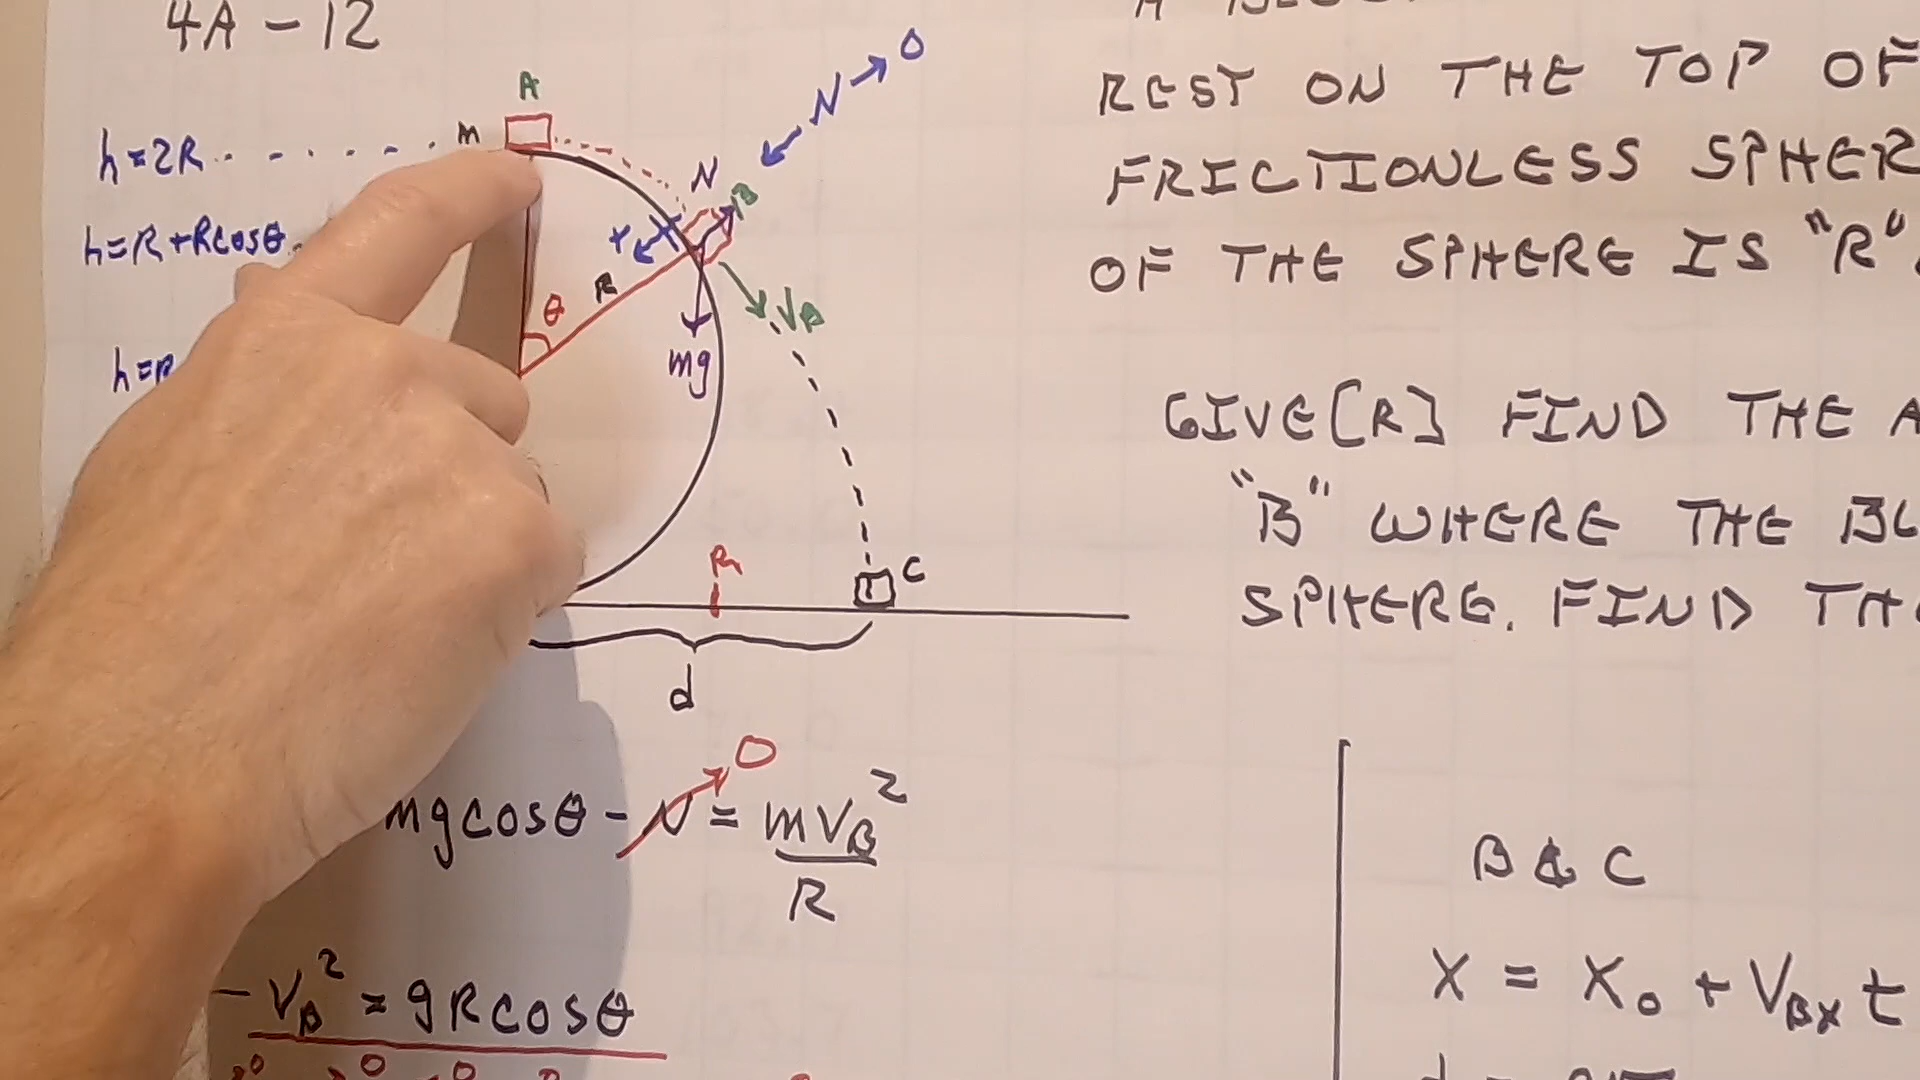 4A - 12
REST ON THE TOP OF
FRICTIONLESS SPHER
OF THE SPHERE IS "R"
GIVE[R] FIND THE A
"B" WHERE THE BL
SPHERE. FIND TH
A
m
h=2R
h=R+RCOSθ
h=R
N → 0
N
B
+
θ
R
VB
mg
R
C
d
mgcosθ - N = mVB²
R
0
- VB² = gRcosθ
B & C
X = X₀ + VBX t